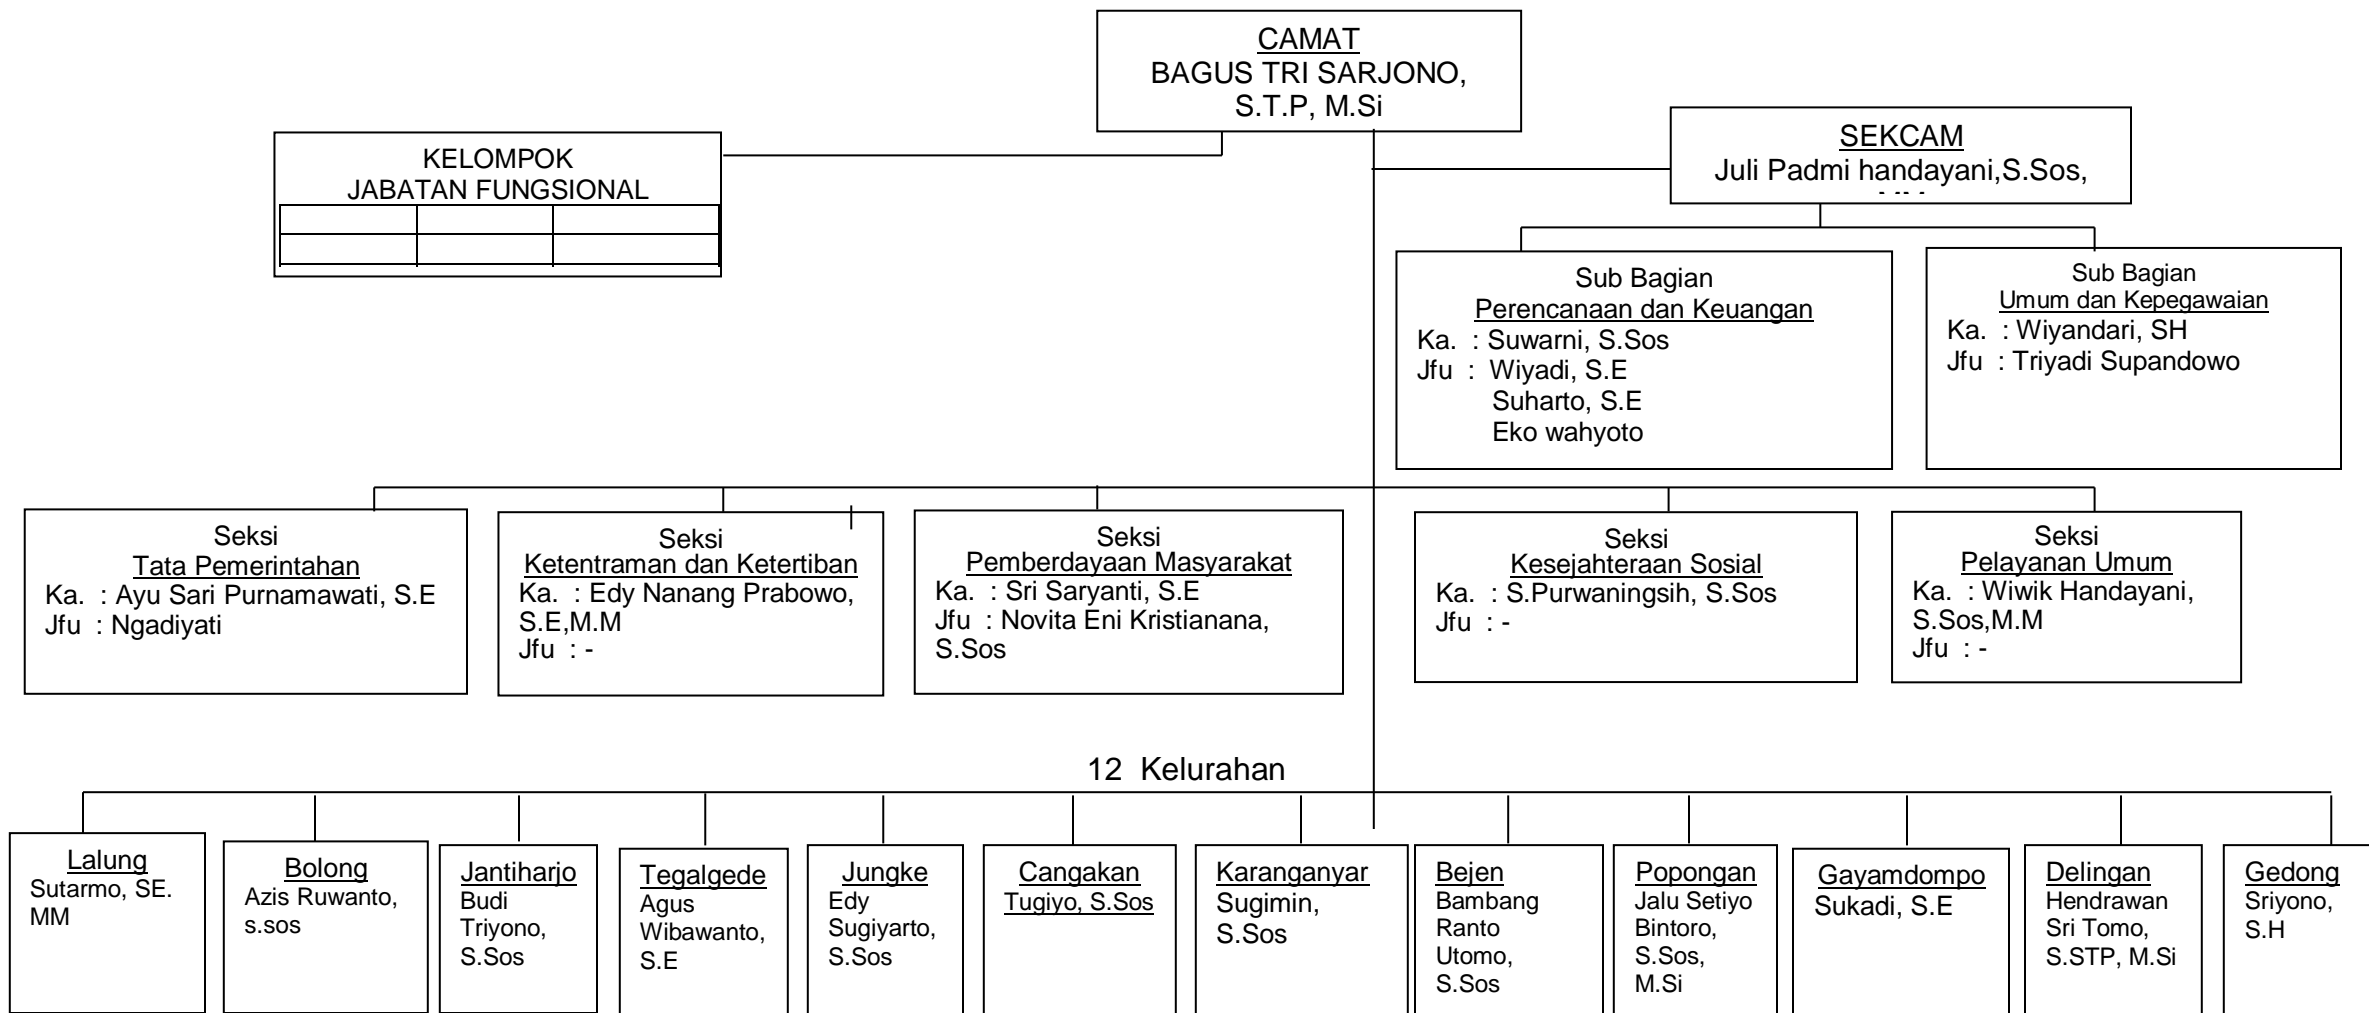 CAMAT
BAGUS TRI SARJONO,
S.T.P, M.Si
KELOMPOK
JABATAN FUNGSIONAL
SEKCAM
Juli Padmi handayani,S.Sos,
Sub Bagian
Perencanaan dan Keuangan
Ka. : Suwarni, S.Sos
Jfu : Wiyadi, S.E
Suharto, S.E
Eko wahyoto
Sub Bagian
Umum dan Kepegawaian
Ka. : Wiyandari, SH
Jfu : Triyadi Supandowo
Seksi
Tata Pemerintahan
Ka. : Ayu Sari Purnamawati, S.E
Jfu : Ngadiyati
Seksi
Ketentraman dan Ketertiban
Ka. : Edy Nanang Prabowo,
S.E,M.M
Jfu : -
Seksi
Pemberdayaan Masyarakat
Ka. : Sri Saryanti, S.E
Jfu : Novita Eni Kristianana,
S.Sos
Seksi
Kesejahteraan Sosial
Ka. : S.Purwaningsih, S.Sos
Jfu : -
Seksi
Pelayanan Umum
Ka. : Wiwik Handayani,
S.Sos,M.M
Jfu : -
12 Kelurahan
Lalung
Sutarmo, SE.
MM
Bolong
Azis Ruwanto,
s.sos
Jantiharjo
Budi
Triyono,
S.Sos
Tegalgede
Agus
Wibawanto,
S.E
Jungke
Edy
Sugiyarto,
S.Sos
Cangakan
Tugiyo, S.Sos
Karanganyar
Sugimin,
S.Sos
Bejen
Bambang
Ranto
Utomo,
S.Sos
Popongan
Jalu Setiyo
Bintoro,
S.Sos,
M.Si
Gayamdompo
Sukadi, S.E
Delingan
Hendrawan
Sri Tomo,
S.STP, M.Si
Gedong
Sriyono,
S.H